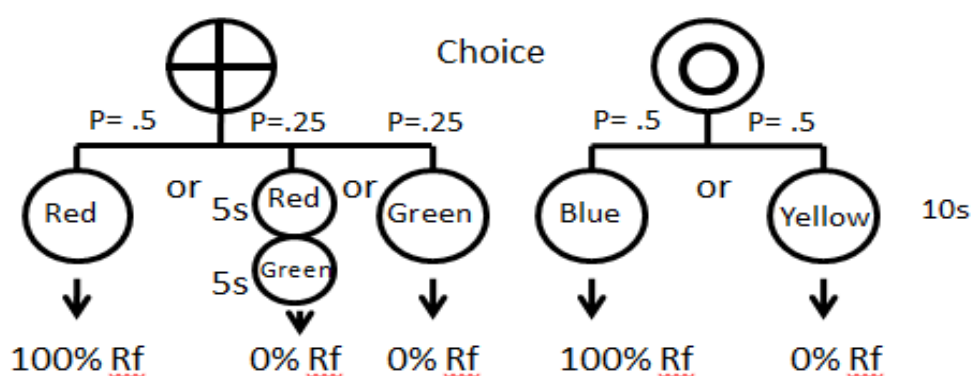 Choice
P= .5 P=.25 P=.25 P= .5 P= .5
Red or 5s Red or Green Blue or Yellow 10s
5s Green
100% Rf 0% Rf 0% Rf 100% Rf 0% Rf